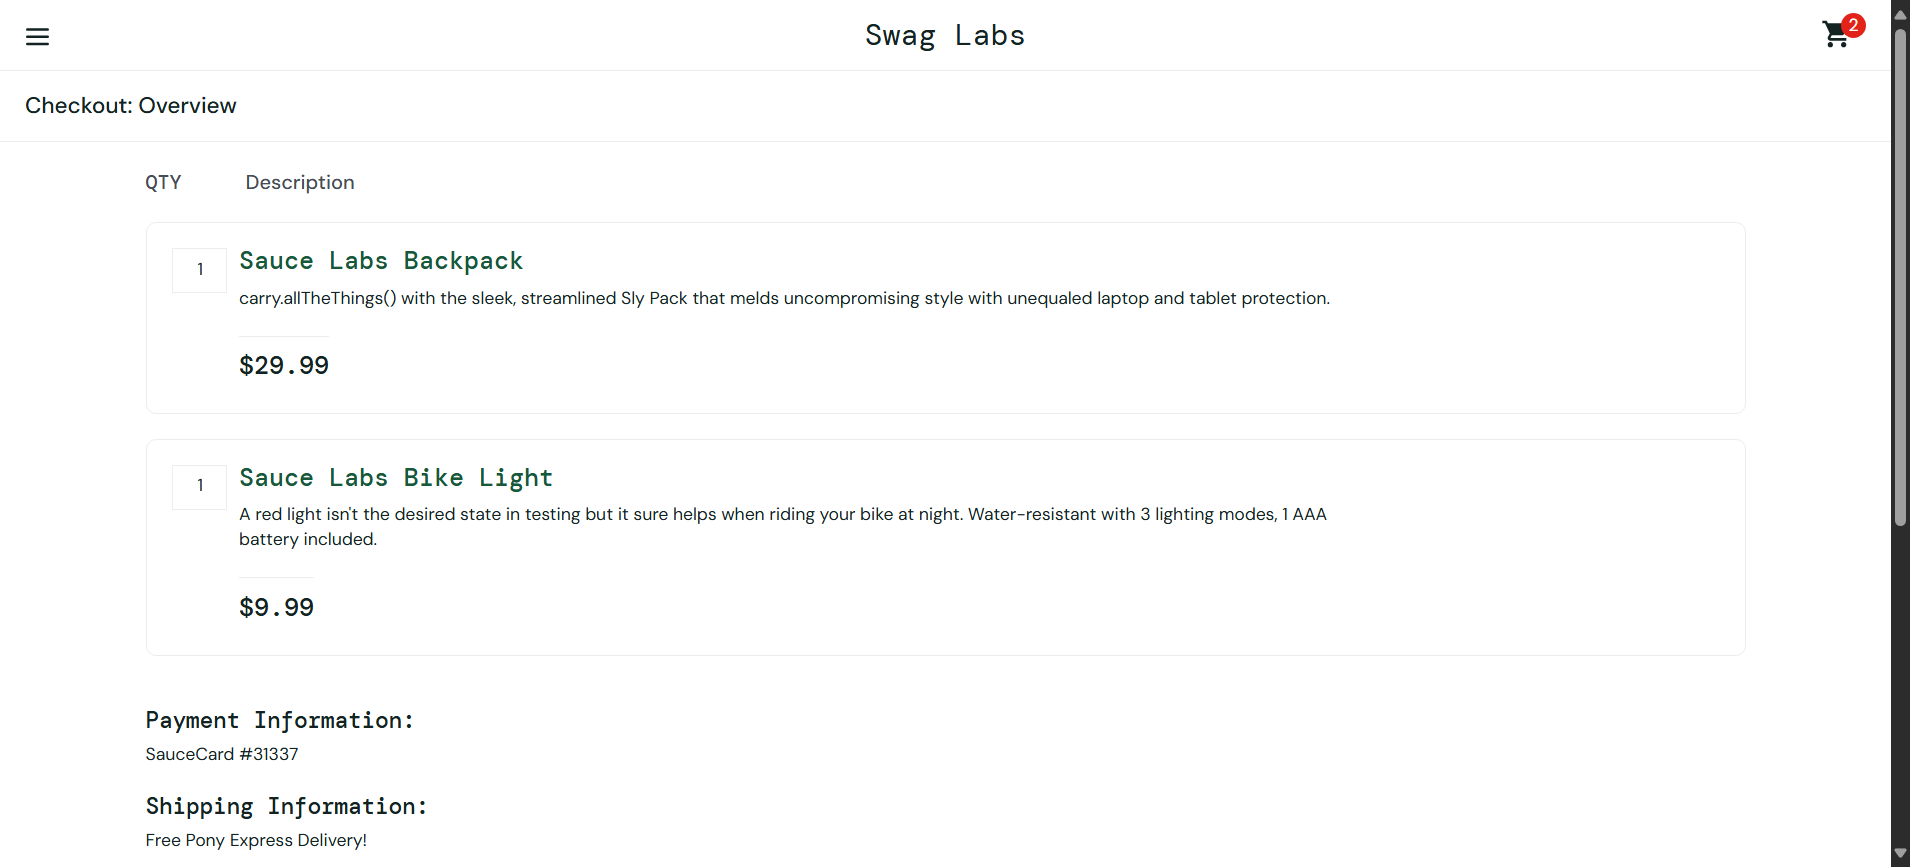 Swag Labs
2
Checkout: Overview
QTY Description
1
Sauce Labs Backpack
carry.allTheThings() with the sleek, streamlined Sly Pack that melds uncompromising style with unequaled laptop and tablet protection.
$29.99
1
Sauce Labs Bike Light
A red light isn't the desired state in testing but it sure helps when riding your bike at night. Water-resistant with 3 lighting modes, 1 AAA
battery included.
$9.99
Payment Information:
SauceCard #31337
Shipping Information:
Free Pony Express Delivery!